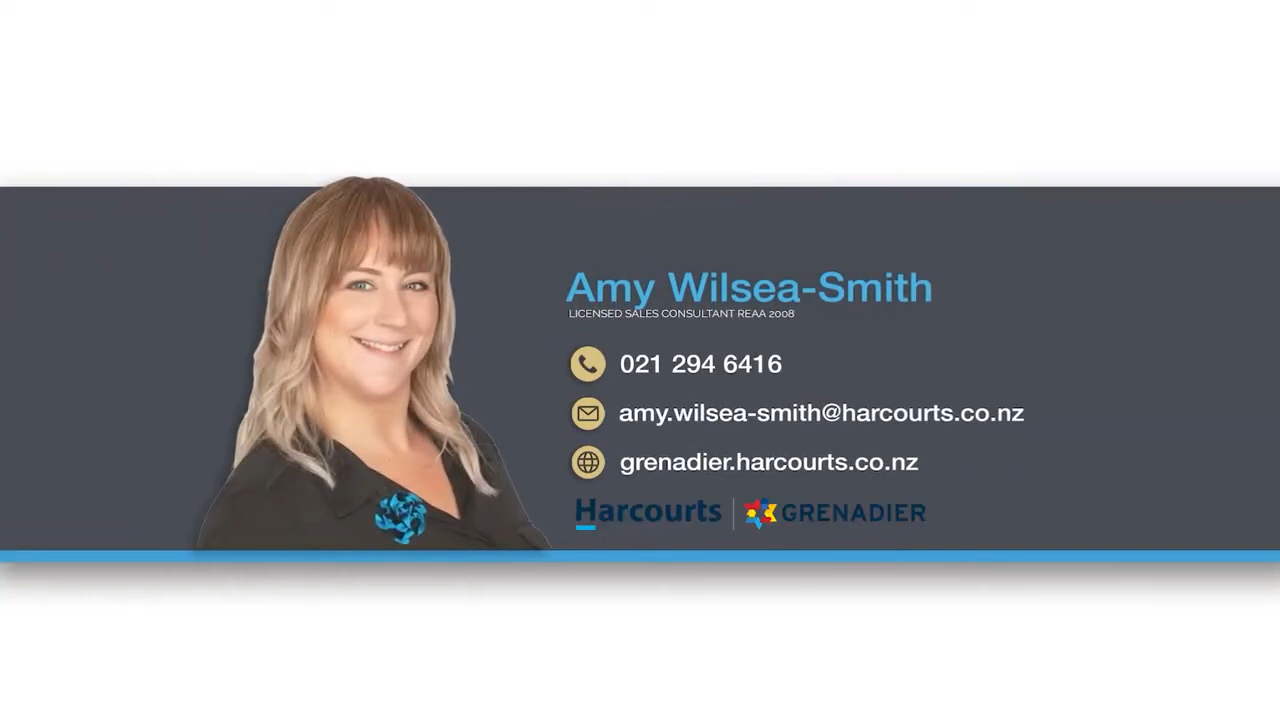 Amy Wilsea-Smith
LICENSED SALES CONSULTANT REAA 2008
021 294 6416
amy.wilsea-smith@harcourts.co.nz
grenadier.harcourts.co.nz
Harcourts | GRENADIER